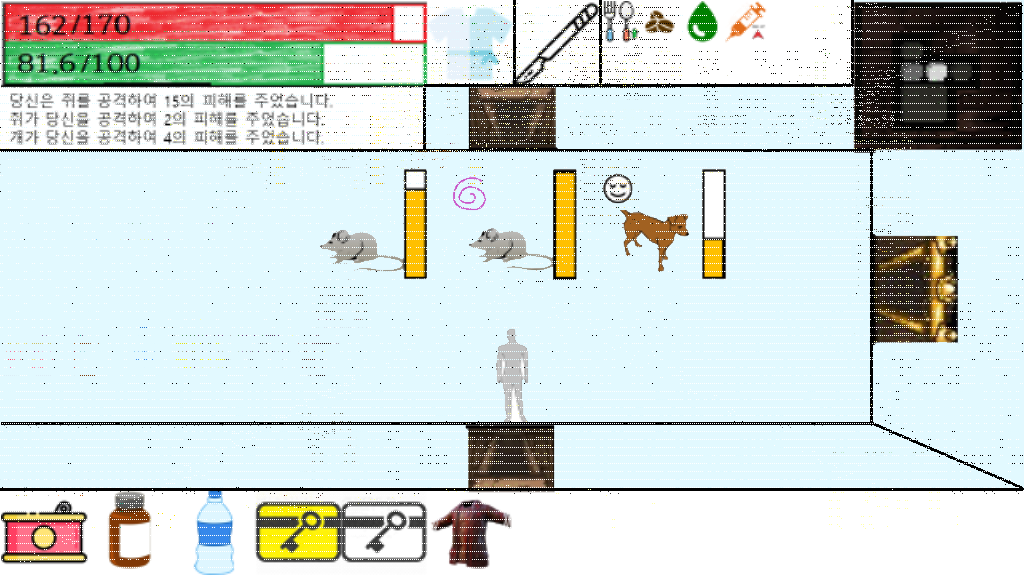 162/170
81.6/100
당신은 쥐를 공격하여 15의 피해를 주었습니다.
쥐가 당신을 공격하여 2의 피해를 주었습니다.
개가 당신을 공격하여 4의 피해를 주었습니다.